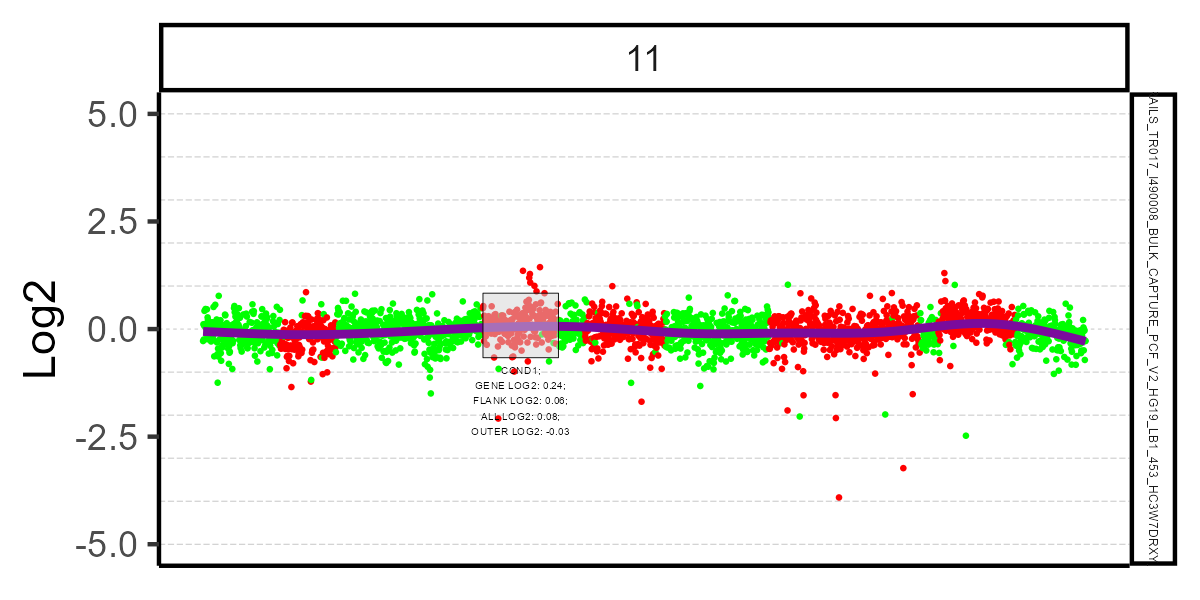 11
5.0
2.5
0.0
-2.5
-5.0
Log2
CCND1;
GENE LOG2: 0.24;
FLANK LOG2: 0.06;
ALL LOG2: 0.08;
OUTER LOG2: -0.03
AILS_TR017_I490008_BULK_CAPTURE_PCF_V2_HG19_LB1_453_HC3W7DRXY